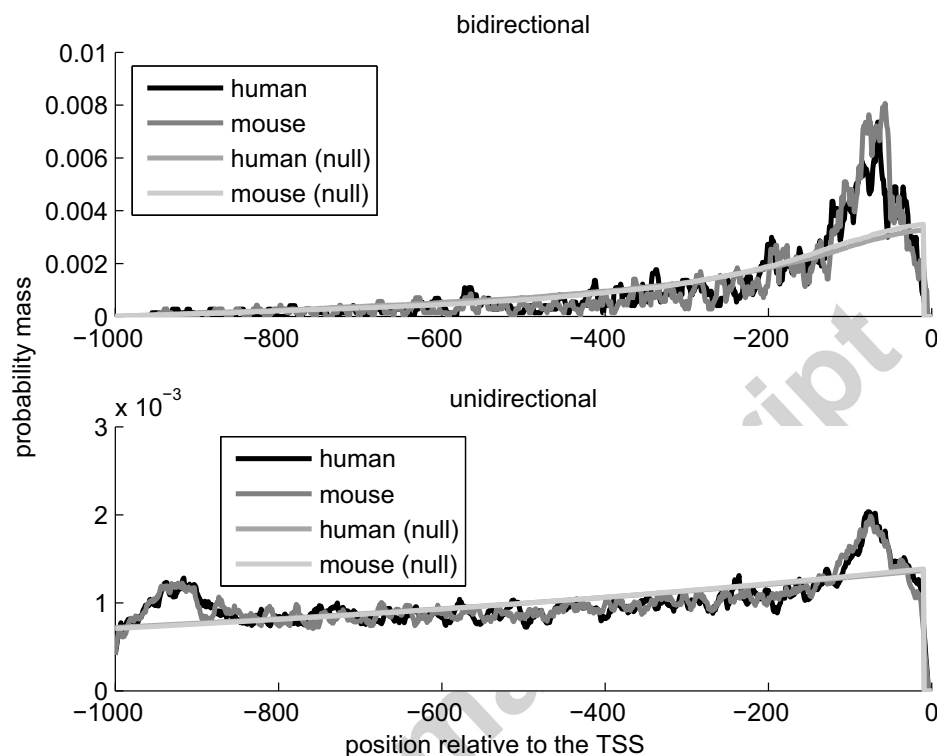 bidirectional
0.01
0.008
0.006
0.004
0.002
0
human
mouse
human (null)
mouse (null)
−1000
−800
−600
−400
−200
0
probability mass
unidirectional
x 10−3
3
2
1
0
human
mouse
human (null)
mouse (null)
−1000
−800
−600
−400
−200
0
position relative to the TSS